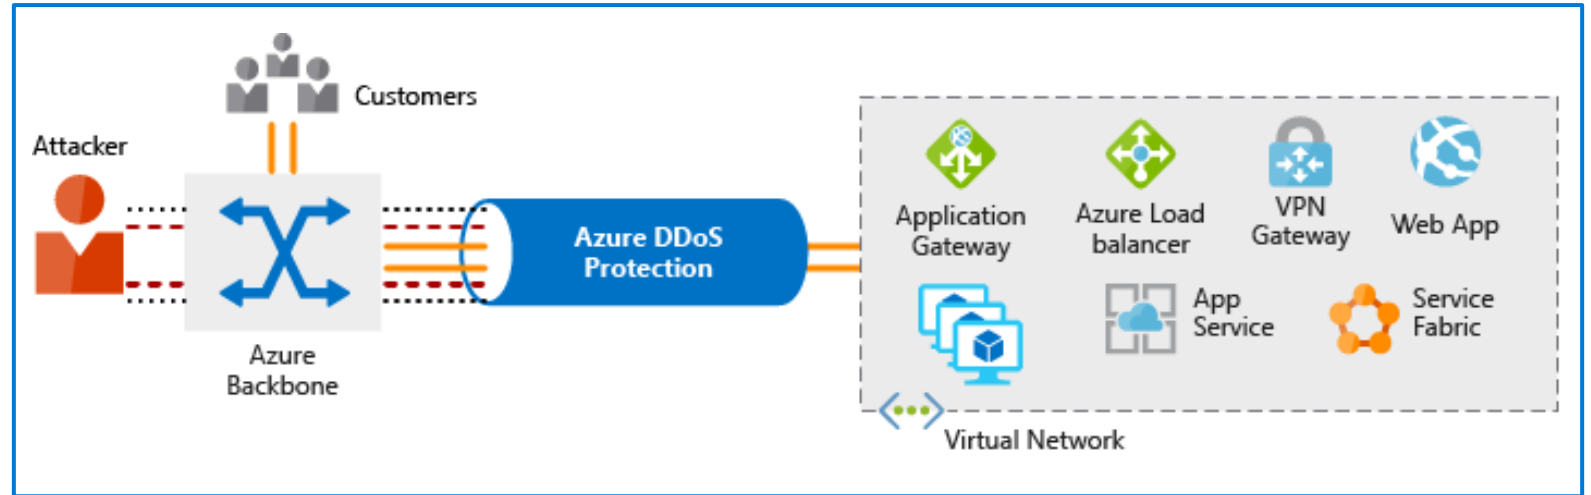 Customers
Attacker
Azure
Backbone
Azure DDoS
Protection
Application
Gateway
Azure Load
balancer
VPN
Gateway
Web App
App
Service
Service
Fabric
Virtual Network